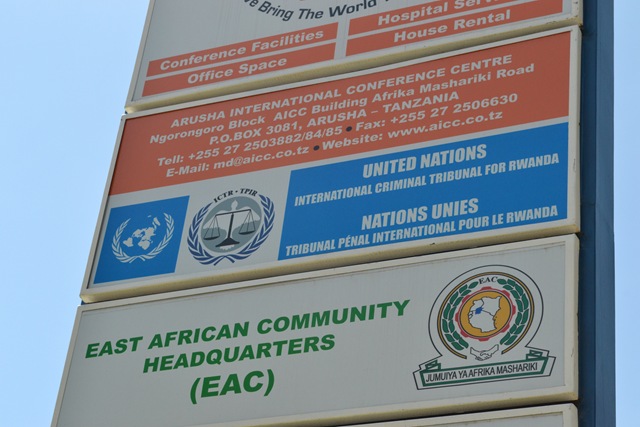 We Bring The World
Conference Facilities
Office Space
Hospital
House Rental
ARUSHA INTERNATIONAL CONFERENCE CENTRE
Ngorongoro Block AICC Building Afrika Mashariki Road
P.O.BOX 3081, ARUSHA – TANZANIA
Tell: +255 27 2503882/84/85 • Fax: +255 27 2506630
E-Mail: md@aicc.co.tz • Website: www.aicc.co.tz
ICTR - TPIR
UNITED NATIONS
INTERNATIONAL CRIMINAL TRIBUNAL FOR RWANDA
NATIONS UNIES
TRIBUNAL PÉNAL INTERNATIONAL POUR LE RWANDA
EAST AFRICAN COMMUNITY
HEADQUARTERS
(EAC)
EAC
JUMUIYA YA AFRIKA MASHARIKI